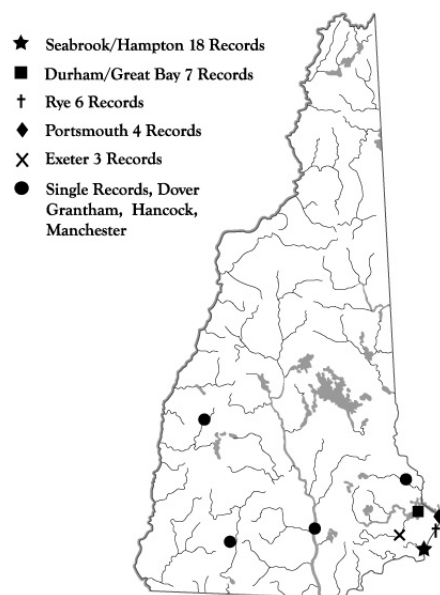 Seabrook/Hampton 18 Records
Durham/Great Bay 7 Records
Rye 6 Records
Portsmouth 4 Records
Exeter 3 Records
Single Records, Dover
Grantham, Hancock,
Manchester